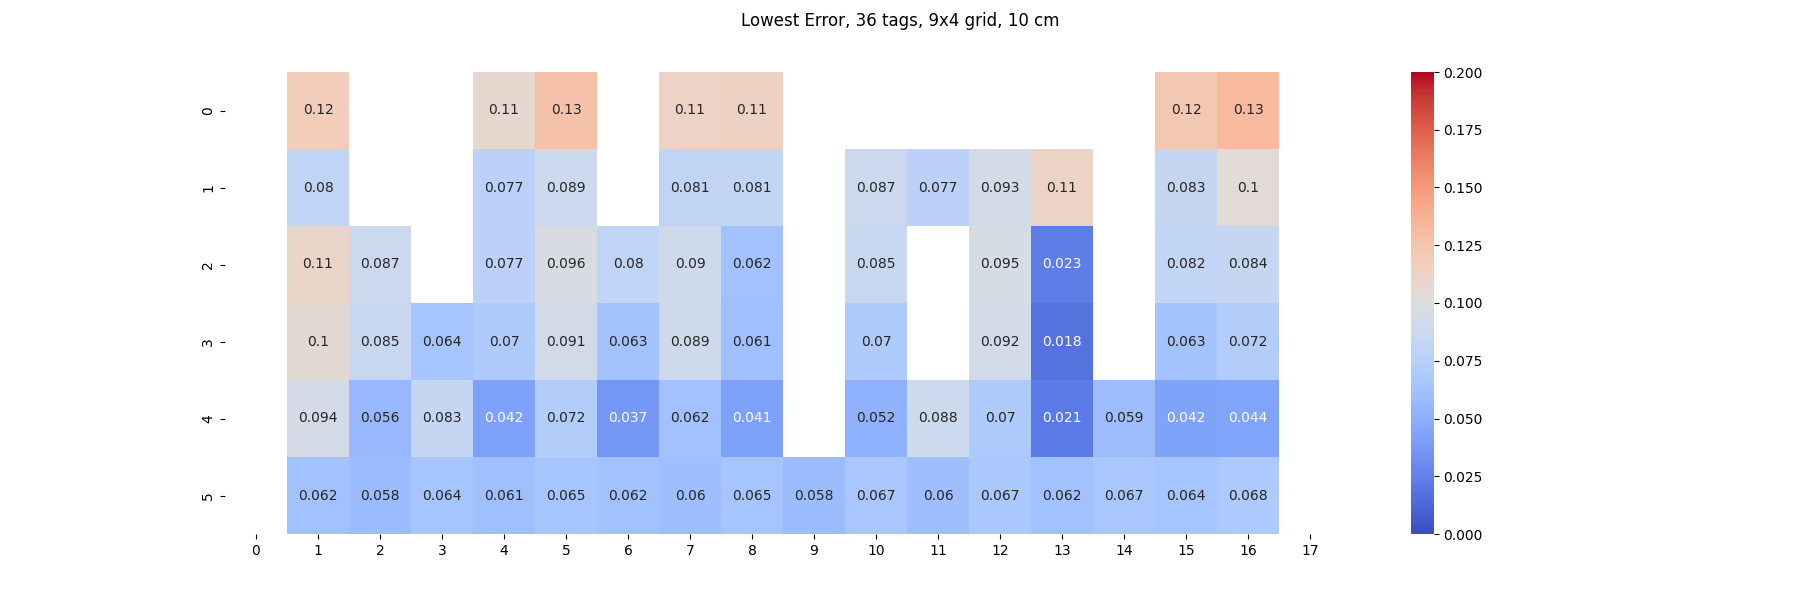 Lowest Error, 36 tags, 9x4 grid, 10 cm
0 0.12 0.11 0.13 0.11 0.11 0.12 0.13
1 0.08 0.077 0.089 0.081 0.081 0.087 0.077 0.093 0.11 0.083 0.1
2 0.11 0.087 0.077 0.096 0.08 0.09 0.062 0.085 0.095 0.023 0.082 0.084
3 0.1 0.085 0.064 0.07 0.091 0.063 0.089 0.061 0.07 0.092 0.018 0.063 0.072
4 0.094 0.056 0.083 0.042 0.072 0.037 0.062 0.041 0.052 0.088 0.07 0.021 0.059 0.042 0.044
5 0.062 0.058 0.064 0.061 0.065 0.062 0.06 0.065 0.058 0.067 0.06 0.067 0.062 0.067 0.064 0.068
0 1 2 3 4 5 6 7 8 9 10 11 12 13 14 15 16 17
0.200
0.175
0.150
0.125
0.100
0.075
0.050
0.025
0.000